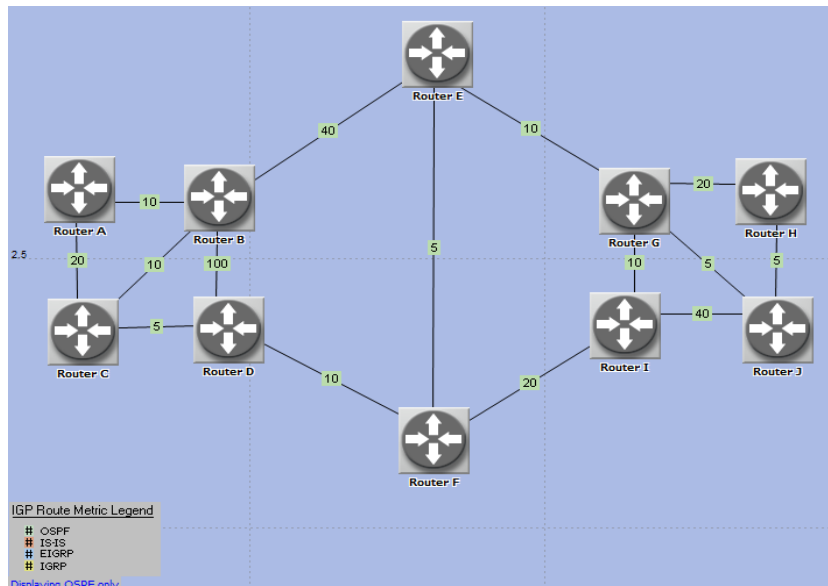 Router E
40
10
Router A
10
Router B
20
10
100
Router G
20
Router H
2.5
5
10
5
5
Router C
5
Router D
Router I
40
Router J
10
20
Router F
IGP Route Metric Legend
# OSPF
# IS-IS
# EIGRP
# IGRP
Displaying OSPF only